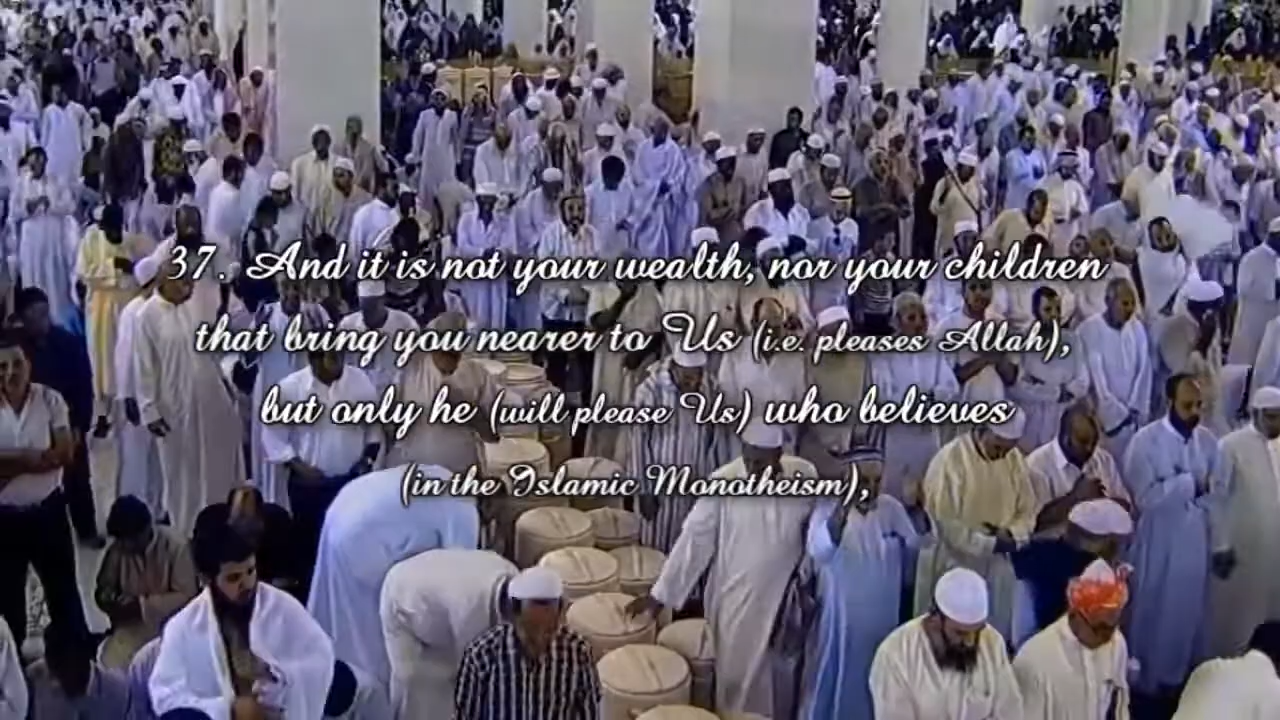 37. And it is not your wealth, nor your children
that bring you nearer to Us (i.e. pleases Allah),
but only he (will please Us) who believes
(in the Islamic Monotheism),